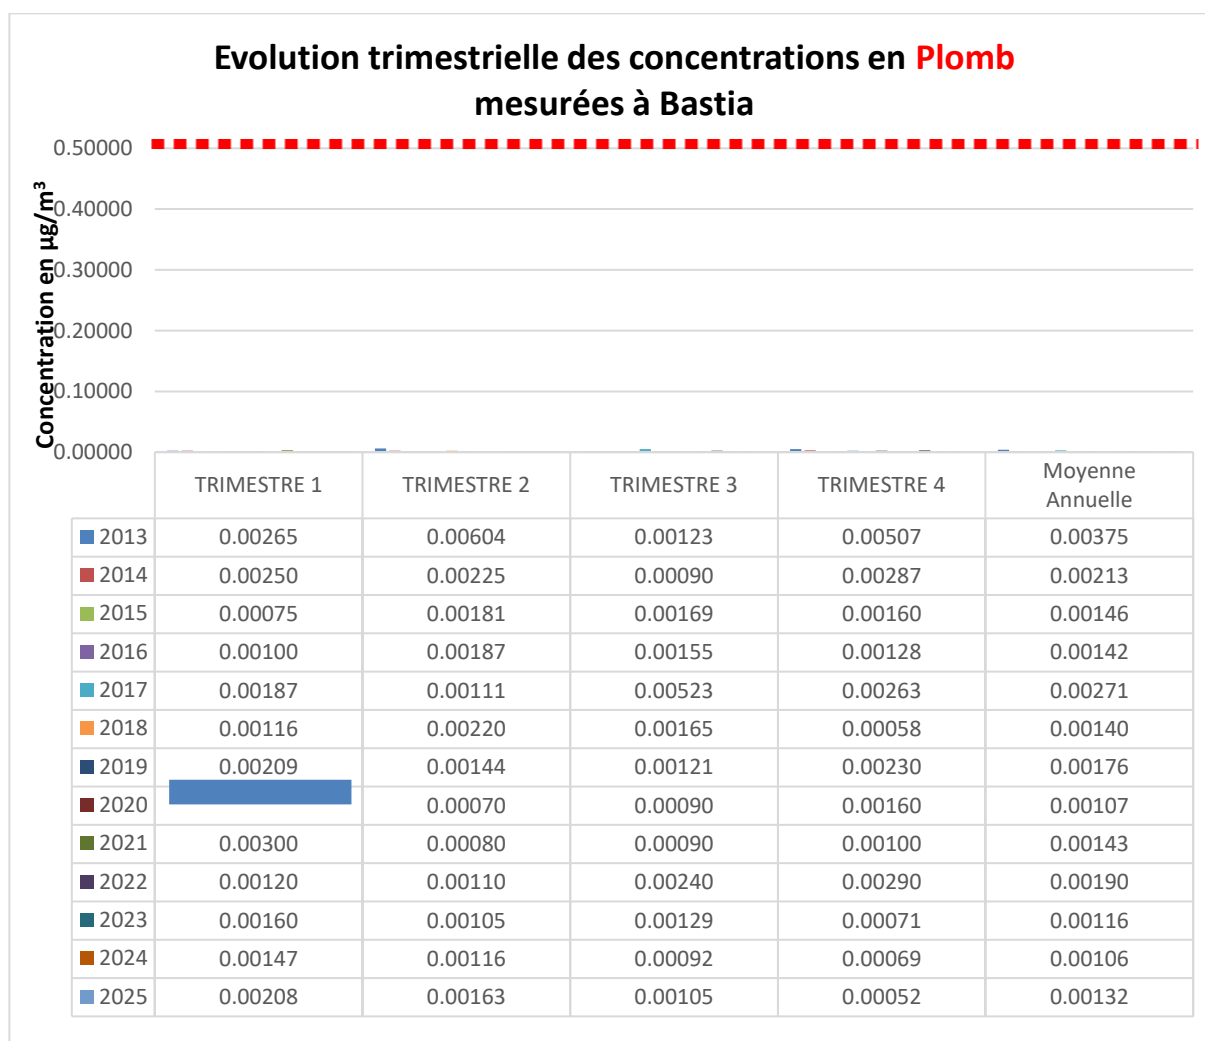 Evolution trimestrielle des concentrations en Plomb
mesurées à Bastia
Concentration en µg/m³
0.50000
0.40000
0.30000
0.20000
0.10000
0.00000
TRIMESTRE 1 TRIMESTRE 2 TRIMESTRE 3 TRIMESTRE 4 Moyenne
Annuelle
2013 0.00265 0.00604 0.00123 0.00507 0.00375
2014 0.00250 0.00225 0.00090 0.00287 0.00213
2015 0.00075 0.00181 0.00169 0.00160 0.00146
2016 0.00100 0.00187 0.00155 0.00128 0.00142
2017 0.00187 0.00111 0.00523 0.00263 0.00271
2018 0.00116 0.00220 0.00165 0.00058 0.00140
2019 0.00209 0.00144 0.00121 0.00230 0.00176
2020 0.00070 0.00090 0.00160 0.00107
2021 0.00300 0.00080 0.00090 0.00100 0.00143
2022 0.00120 0.00110 0.00240 0.00290 0.00190
2023 0.00160 0.00105 0.00129 0.00071 0.00116
2024 0.00147 0.00116 0.00092 0.00069 0.00106
2025 0.00208 0.00163 0.00105 0.00052 0.00132